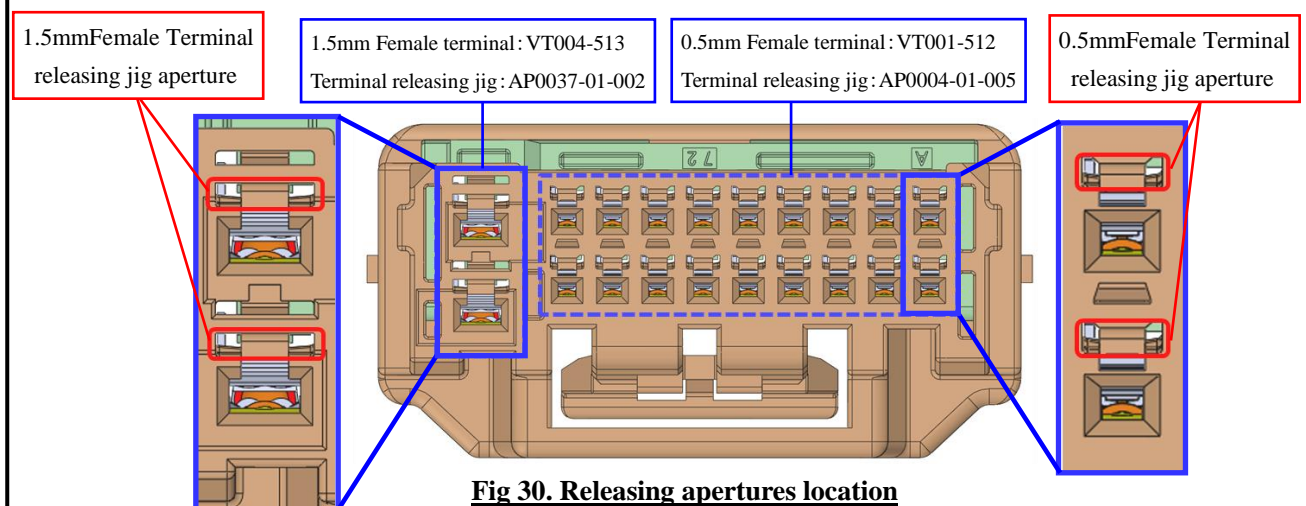 1.5mmFemale Terminal
releasing jig aperture
1.5mm Female terminal：VT004-513
Terminal releasing jig：AP0037-01-002
0.5mm Female terminal：VT001-512
Terminal releasing jig：AP0004-01-005
0.5mmFemale Terminal
releasing jig aperture
A
Fig 30. Releasing apertures location